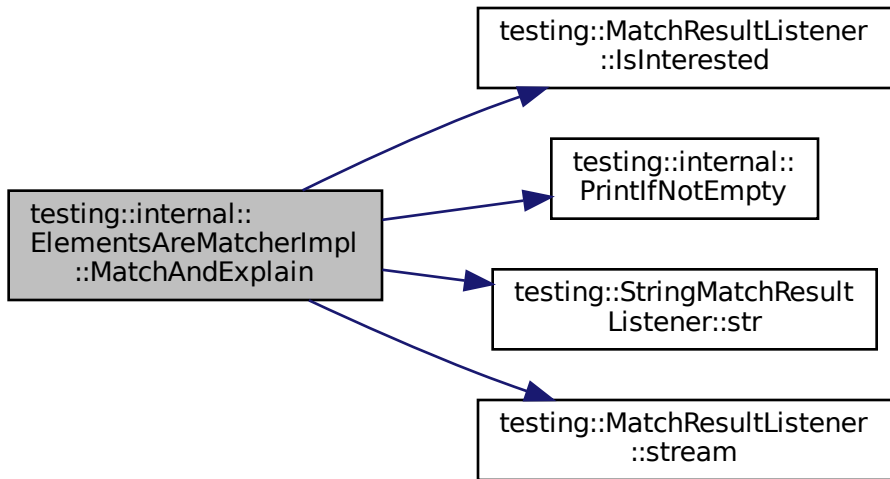 testing::MatchResultListener
::IsInterested
testing::internal::
PrintIfNotEmpty
testing::internal::
ElementsAreMatcherImpl
::MatchAndExplain
testing::StringMatchResult
Listener::str
testing::MatchResultListener
::stream